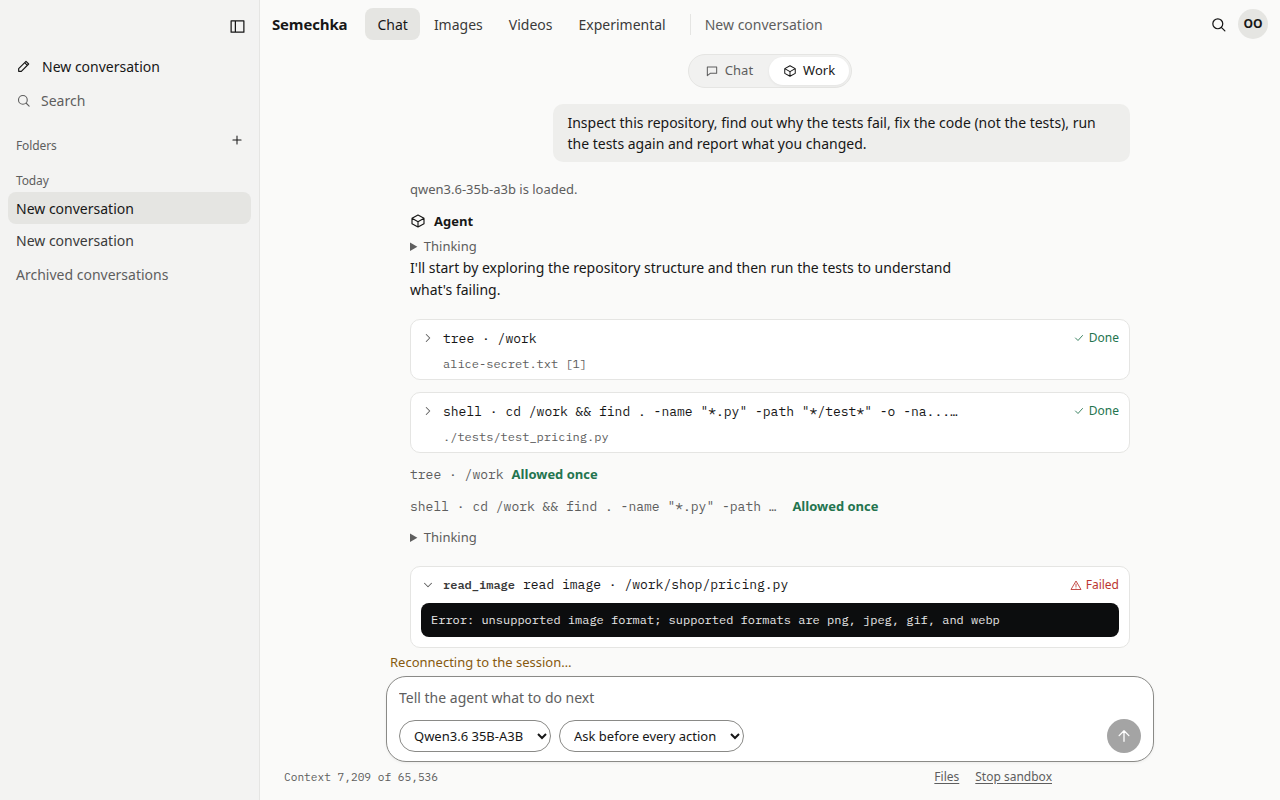 Semechka
Chat
Images
Videos
Experimental
New conversation
OO
New conversation
Search
Folders
Today
New conversation
New conversation
Archived conversations
Chat
Work
Inspect this repository, find out why the tests fail, fix the code (not the tests), run
the tests again and report what you changed.
qwen3.6-35b-a3b is loaded.
Agent
Thinking
I'll start by exploring the repository structure and then run the tests to understand
what's failing.
tree · /work
Done
alice-secret.txt [1]
shell · cd /work && find . -name "*.py" -path "*/test*" -o -na...…
Done
./tests/test_pricing.py
tree · /work Allowed once
shell · cd /work && find . -name "*.py" -path … Allowed once
Thinking
read_image read image · /work/shop/pricing.py
Failed
Error: unsupported image format; supported formats are png, jpeg, gif, and webp
Reconnecting to the session…
Tell the agent what to do next
Qwen3.6 35B-A3B
Ask before every action
Context 7,209 of 65,536
Files
Stop sandbox